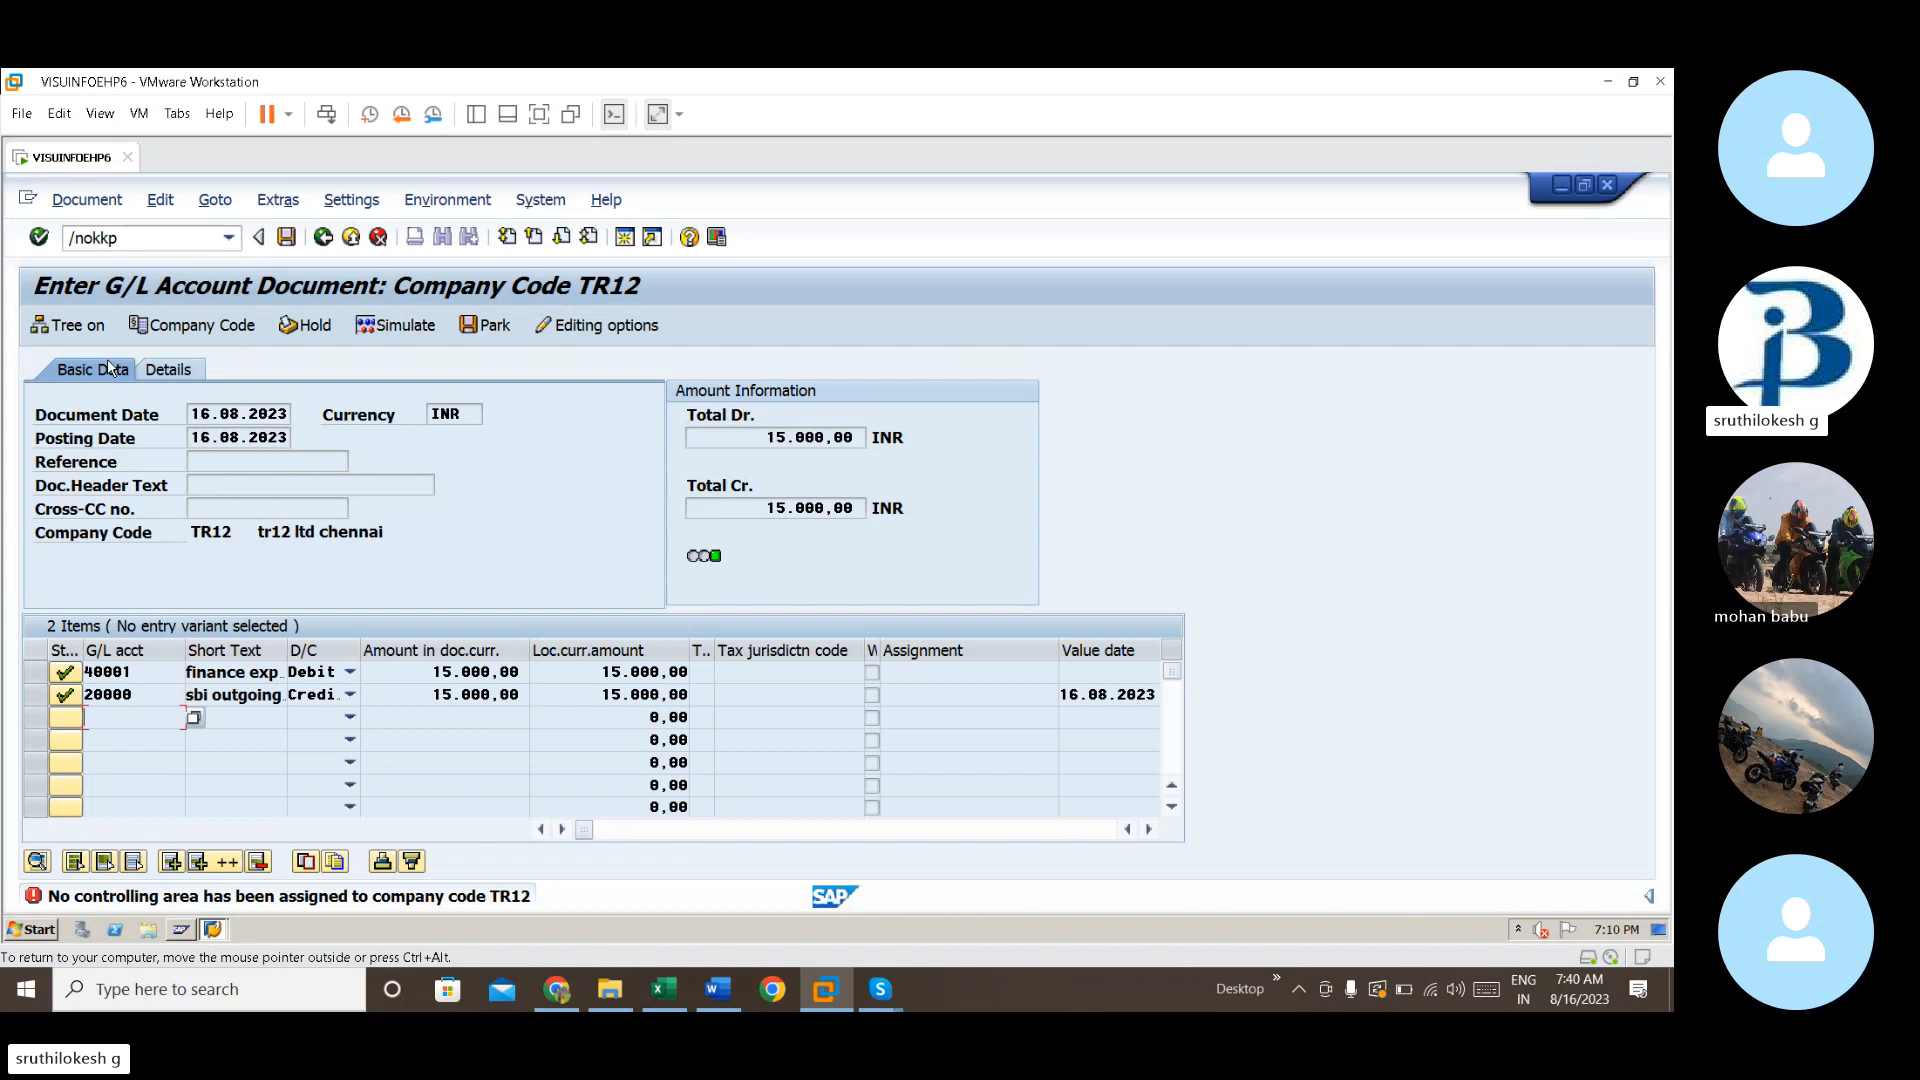 VISUINFOEHP6 - VMware Workstation
File Edit View VM Tabs Help
VISUINFOEHP6
Document Edit Goto Extras Settings Environment System Help
/nokkp
Enter G/L Account Document: Company Code TR12
Tree on Company Code Hold Simulate Park Editing options
Basic Data Details
Amount Information
Document Date 16.08.2023 Currency INR
Total Dr.
Posting Date 16.08.2023
15.000,00 INR
Reference
Doc.Header Text
Total Cr.
Cross-CC no.
15.000,00 INR
Company Code TR12 tr12 ltd chennai
2 Items ( No entry variant selected )
St... G/L acct Short Text D/C Amount in doc.curr. Loc.curr.amount T.. Tax jurisdictn code W Assignment Value date
40001 finance exp Debit 15.000,00 15.000,00
20000 sbi outgoing Credi. 15.000,00 15.000,00 16.08.2023
0,00
0,00
0,00
0,00
0,00
No controlling area has been assigned to company code TR12
SAP
Start
7:10 PM
To return to your computer, move the mouse pointer outside or press Ctrl+Alt.
Type here to search
Desktop
ENG
IN
7:40 AM
8/16/2023
sruthilokesh g
mohan babu
sruthilokesh g